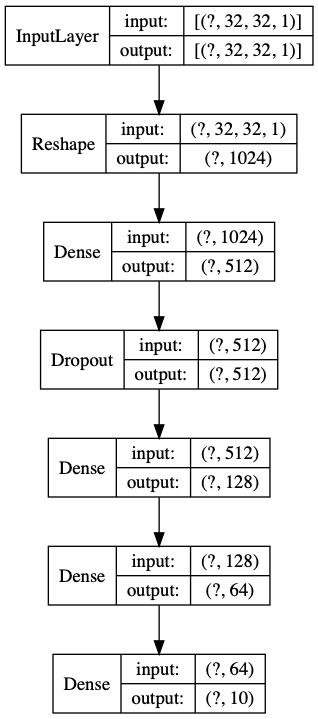 InputLayer
input: [(?, 32, 32, 1)]
output: [(?, 32, 32, 1)]
Reshape
input: (?, 32, 32, 1)
output: (?, 1024)
Dense
input: (?, 1024)
output: (?, 512)
Dropout
input: (?, 512)
output: (?, 512)
Dense
input: (?, 512)
output: (?, 128)
Dense
input: (?, 128)
output: (?, 64)
Dense
input: (?, 64)
output: (?, 10)